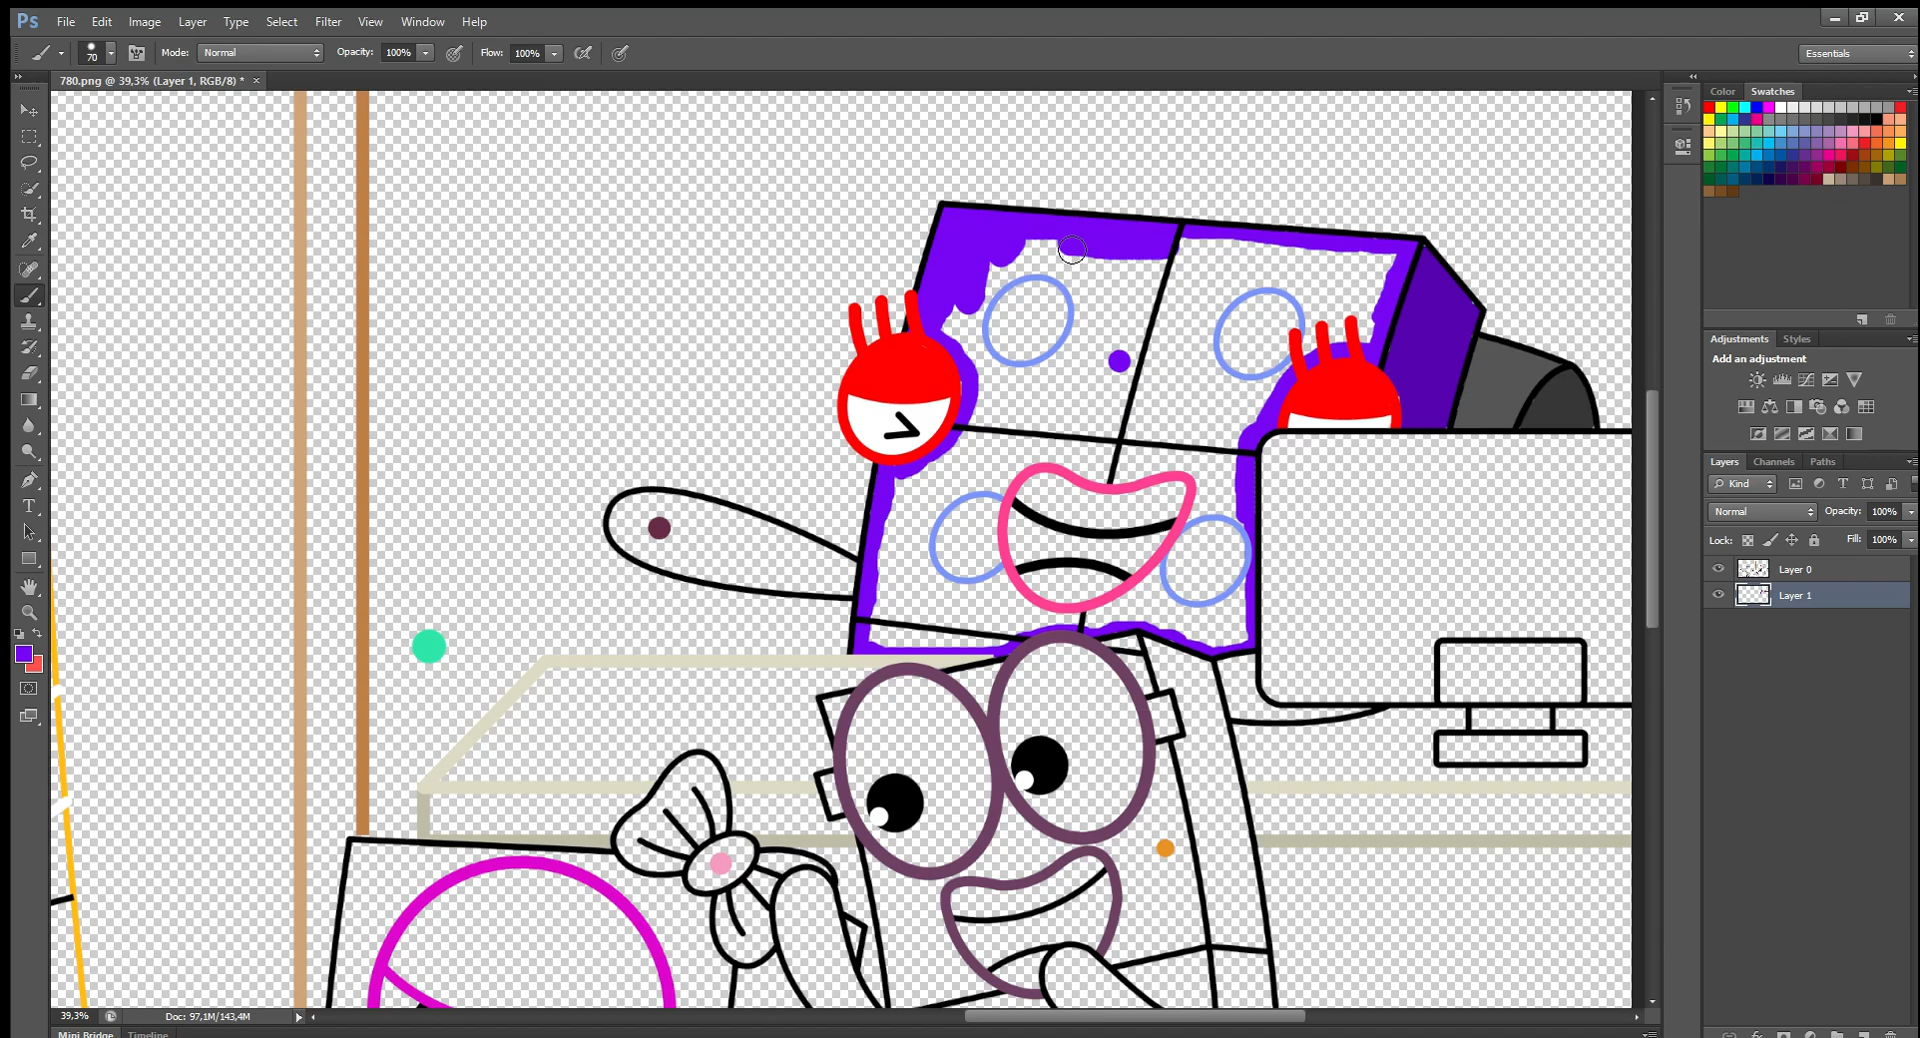 Ps File Edit Image Layer Type Select Filter View Window Help
70 Mode: Normal Opacity: 100% Flow: 100% Essentials
780.png @ 39,3% (Layer 1, RGB/8) * ×
Color Swatches
Adjustments Styles
Add an adjustment
Layers Channels Paths
Kind T
Normal Opacity: 100%
Lock: Fill: 100%
Layer 0
Layer 1
T
39,3% Doc: 97,1M/143,4M
Mini Bridge Timeline
fx